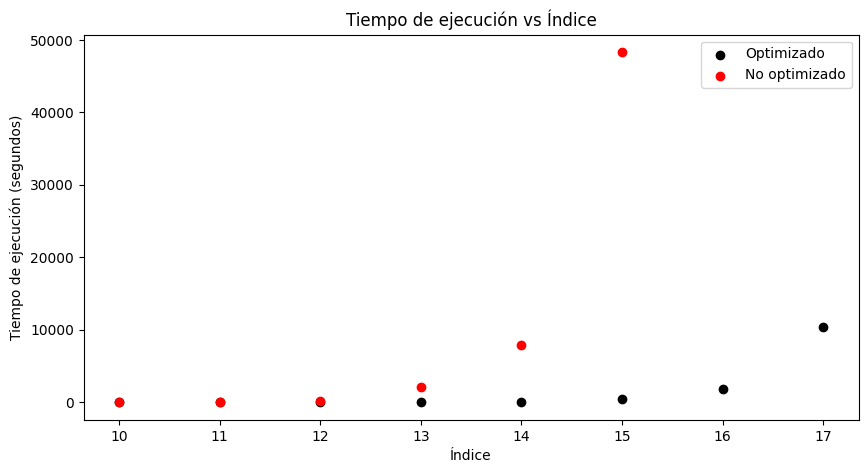 Tiempo de ejecución vs Índice
Optimizado
No optimizado
Tiempo de ejecución (segundos)
50000
40000
30000
20000
10000
0
10 11 12 13 14 15 16 17
Índice